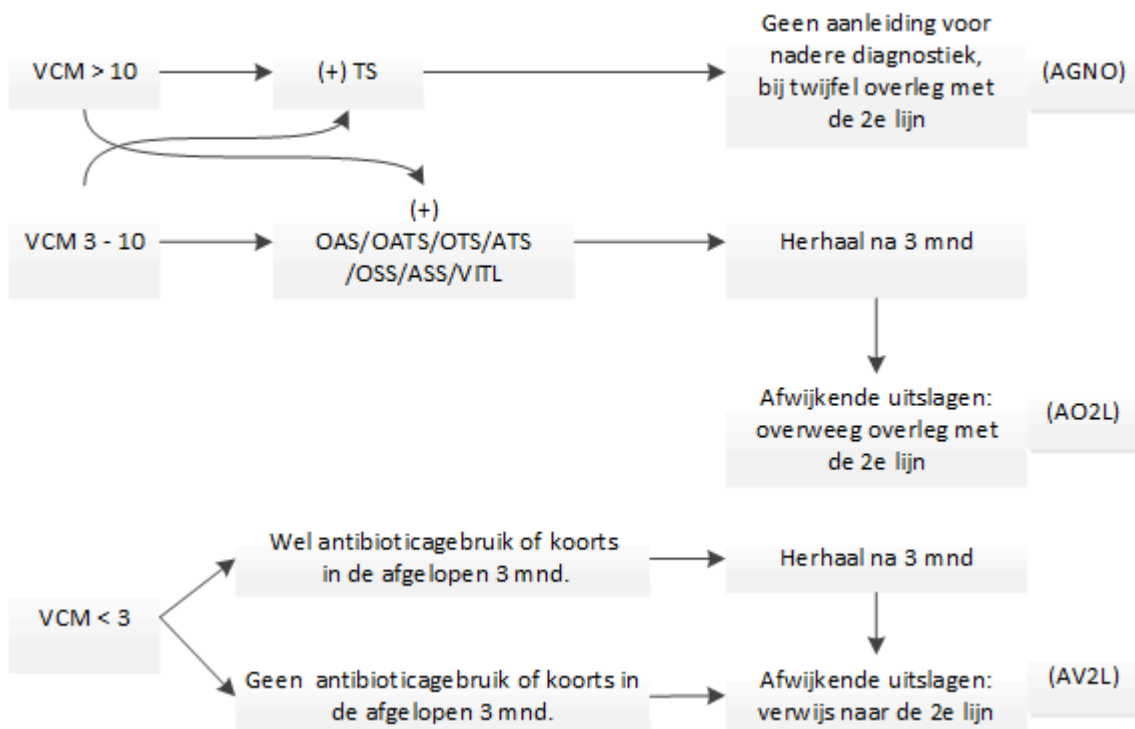 VCM > 10
(+) TS
Geen aanleiding voor
nadere diagnostiek,
bij twijfel overleg met
de 2e lijn
(AGNO)
VCM 3 - 10
(+)
OAS/OATS/OTS/ATS
/OSS/ASS/VITL
Herhaal na 3 mnd
Afwijkende uitslagen:
overweeg overleg met
de 2e lijn
(AO2L)
VCM < 3
Wel antibioticagebruik of koorts
in de afgelopen 3 mnd.
Herhaal na 3 mnd
Geen antibioticagebruik of koorts in
de afgelopen 3 mnd.
Afwijkende uitslagen:
verwijs naar de 2e lijn
(AV2L)